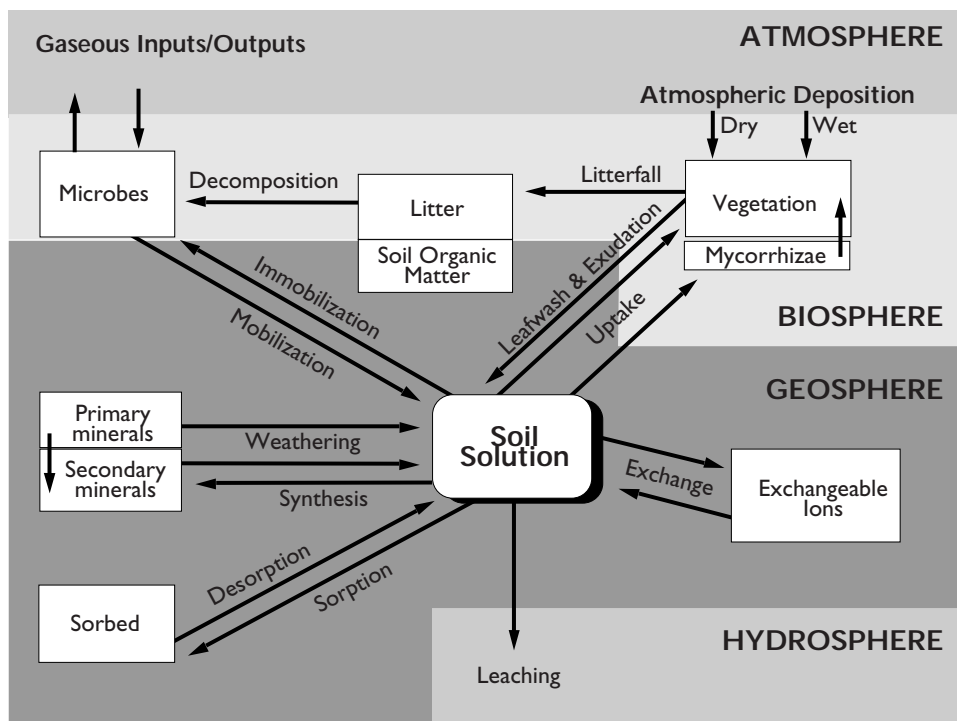 Gaseous Inputs/Outputs
ATMOSPHERE
Atmospheric Deposition
Dry
Wet
Microbes
Decomposition
Litter
Soil Organic
Matter
Litterfall
Vegetation
Mycorrhizae
Immobilization
Mobilization
Leafwash & Exudation
Uptake
BIOSPHERE
GEOSPHERE
Primary
minerals
Secondary
minerals
Weathering
Synthesis
Soil
Solution
Exchange
Exchangeable
Ions
Desorption
Sorption
Sorbed
Leaching
HYDROSPHERE